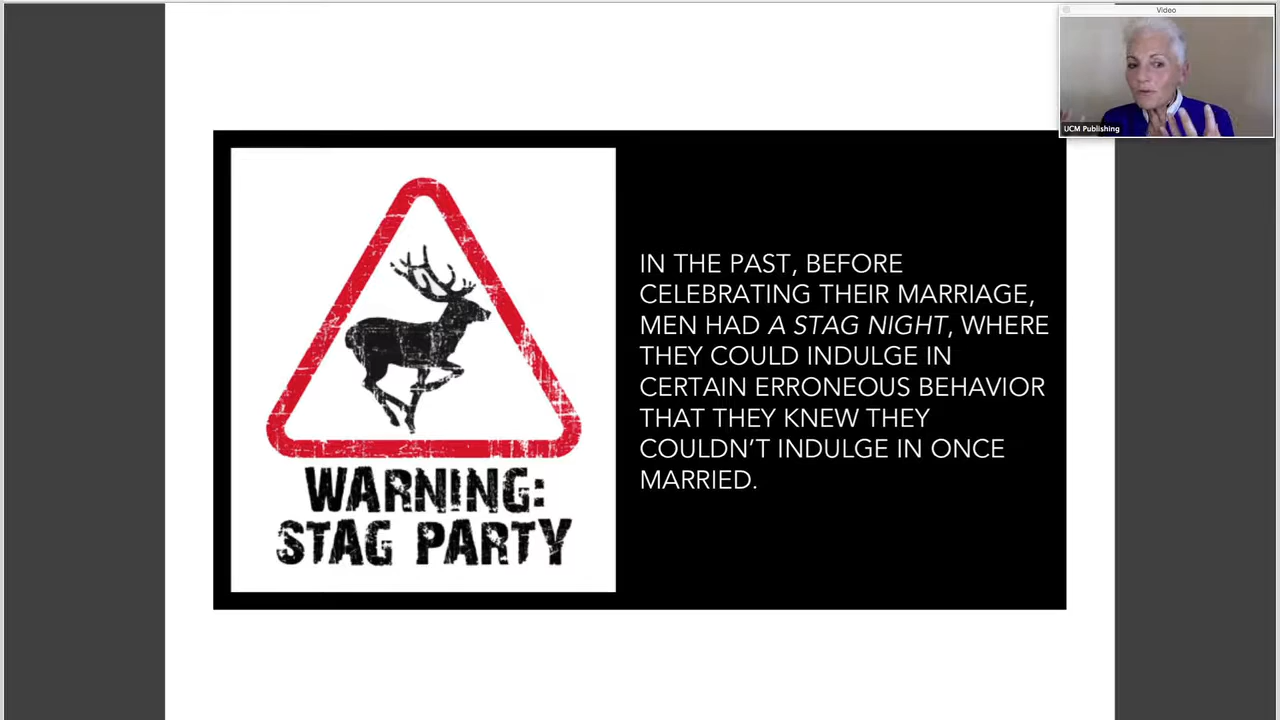 Video
UCM Publishing
IN THE PAST, BEFORE
CELEBRATING THEIR MARRIAGE,
MEN HAD A STAG NIGHT, WHERE
THEY COULD INDULGE IN
CERTAIN ERRONEOUS BEHAVIOR
THAT THEY KNEW THEY
COULDN'T INDULGE IN ONCE
MARRIED.
WARNING:
STAG PARTY